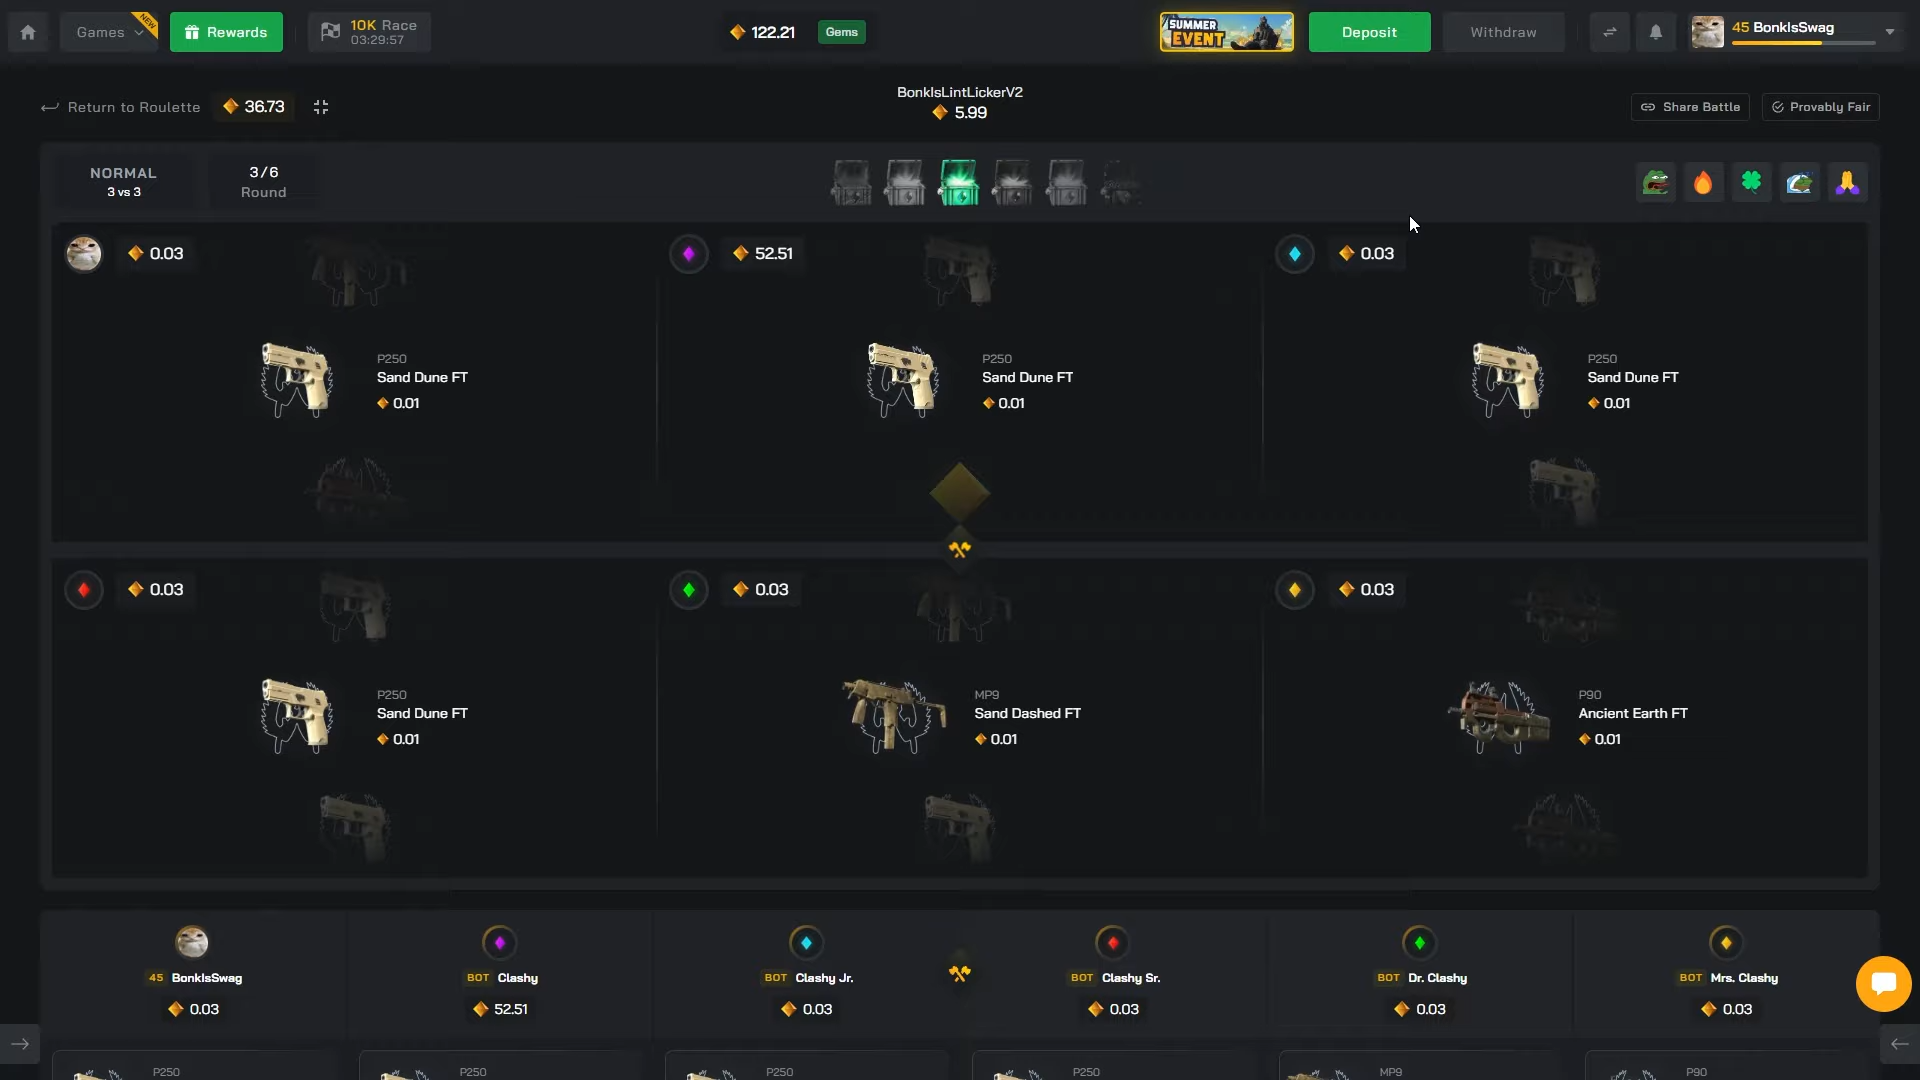 Games
NEW
Rewards
10K Race
03:29:57
122.21
Gems
SUMMER
EVENT
Deposit
Withdraw
45 BonkIsSwag
Return to Roulette
36.73
BonkIsLintLickerV2
5.99
Share Battle
Provably Fair
NORMAL
3 vs 3
3/6
Round
0.03
52.51
0.03
P250
Sand Dune FT
0.01
P250
Sand Dune FT
0.01
P250
Sand Dune FT
0.01
0.03
0.03
0.03
P250
Sand Dune FT
0.01
MP9
Sand Dashed FT
0.01
P90
Ancient Earth FT
0.01
45 BonkIsSwag
0.03
BOT Clashy
52.51
BOT Clashy Jr.
0.03
BOT Clashy Sr.
0.03
BOT Dr. Clashy
0.03
BOT Mrs. Clashy
0.03
P250
P250
P250
P250
MP9
P90